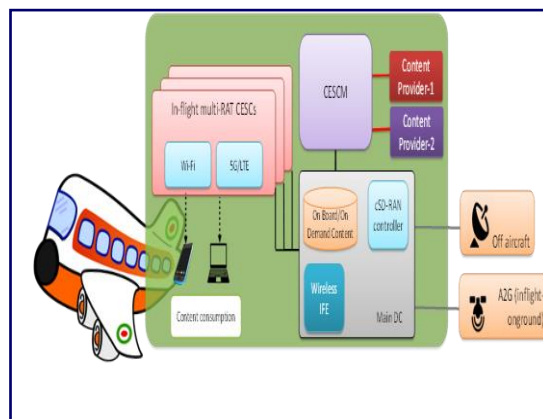 In-flight multi-RAT CESCs
Wi-Fi
5G/LTE
CESCM
Content
Provider-1
Content
Provider-2
On Board/On
Demand Content
cSD-RAN
controller
Wireless
IFE
Main DC
Off aircraft
A2G (inflight-
onground)
Content consumption